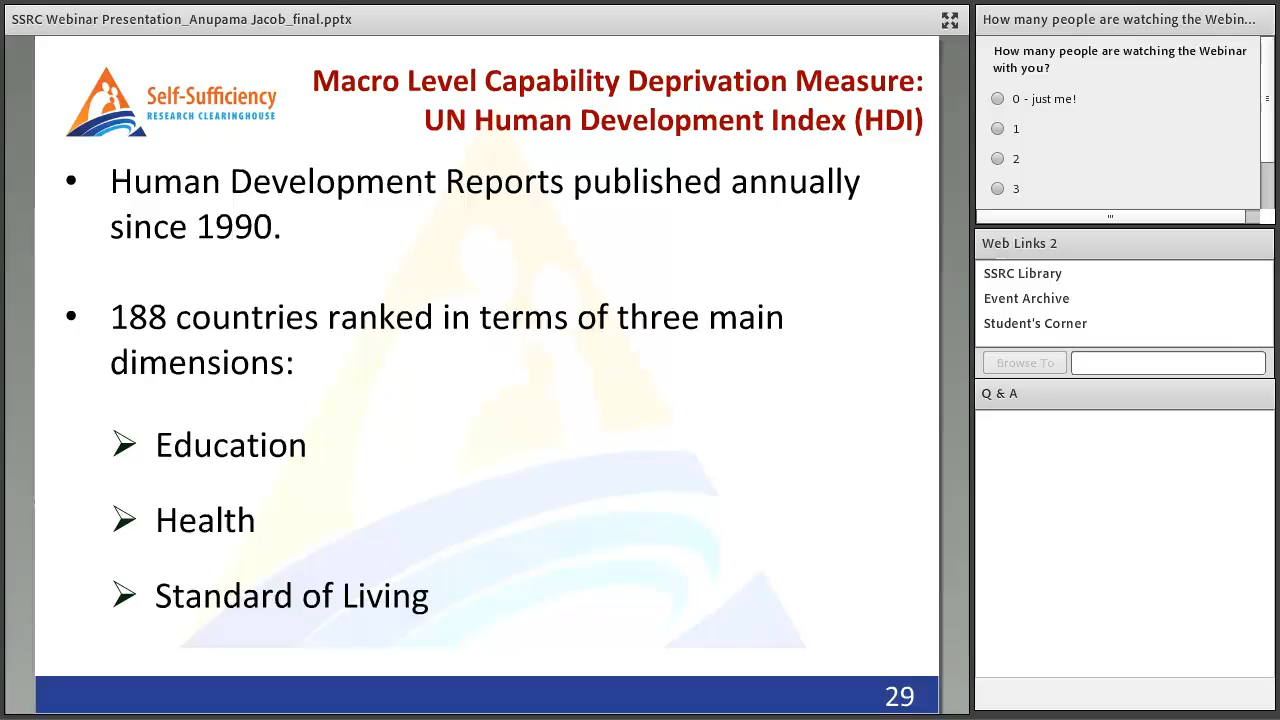 SSRC Webinar Presentation_Anupama Jacob_final.pptx
Self-Sufficiency
RESEARCH CLEARINGHOUSE
Macro Level Capability Deprivation Measure:
UN Human Development Index (HDI)
• Human Development Reports published annually
since 1990.
• 188 countries ranked in terms of three main
dimensions:
➢ Education
➢ Health
➢ Standard of Living
29
How many people are watching the Webin...
How many people are watching the Webinar
with you?
0 - just me!
1
2
3
Web Links 2
SSRC Library
Event Archive
Student's Corner
Browse To
Q & A